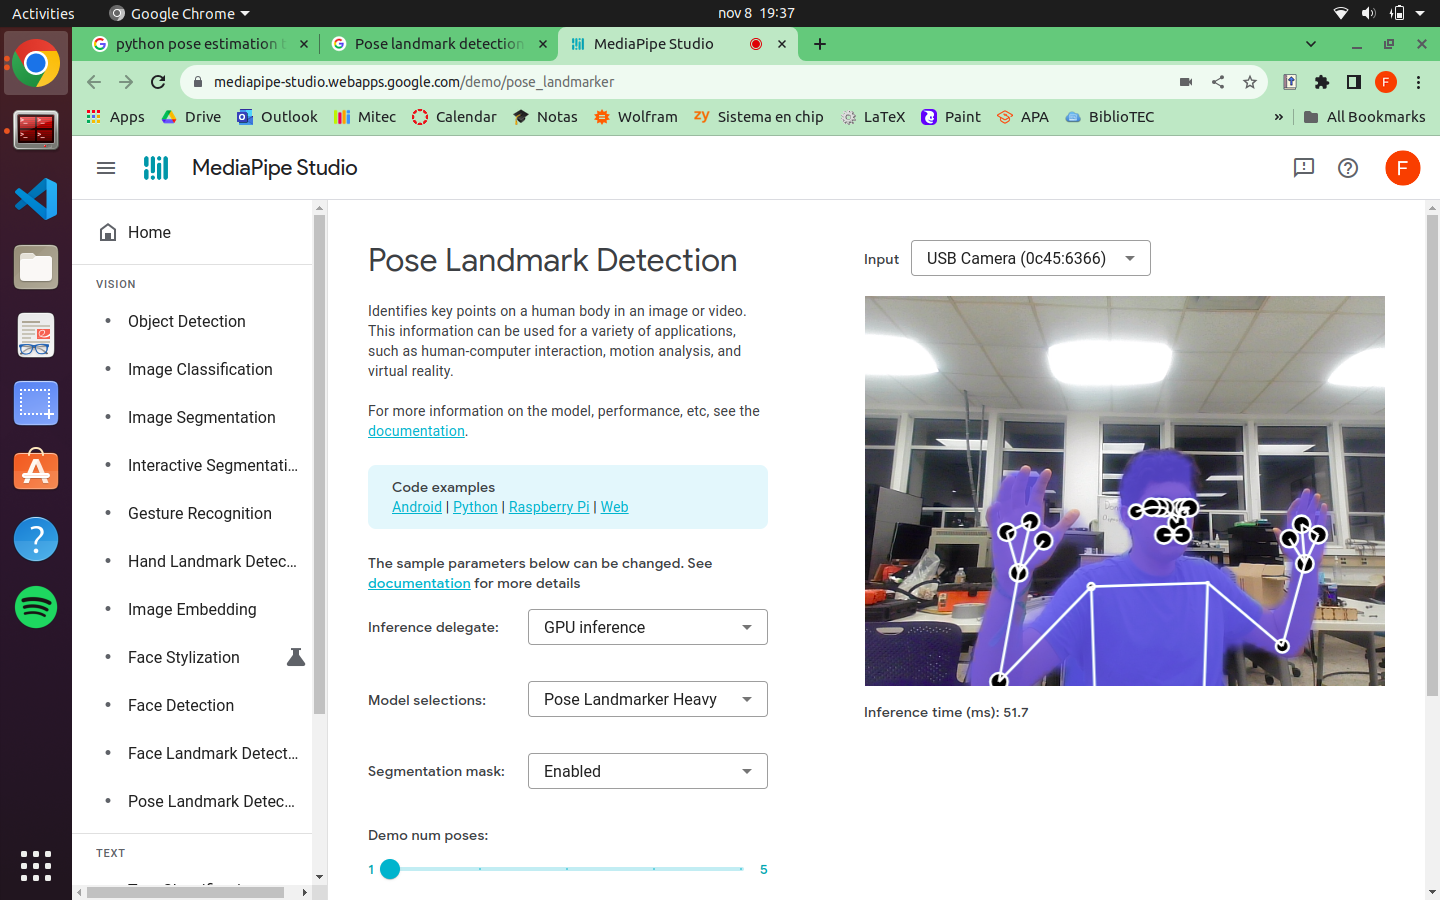 Activities
Google Chrome
nov 8 19:37
python pose estimation t
Pose landmark detection
MediaPipe Studio
mediapipe-studio.webapps.google.com/demo/pose_landmarker
F
Apps
Drive
Outlook
Mitec
Calendar
Notas
Wolfram
zy Sistema en chip
LaTeX
Paint
APA
BiblioTEC
»
All Bookmarks
MediaPipe Studio
F
Home
VISION
• Object Detection
• Image Classification
• Image Segmentation
• Interactive Segmentati...
• Gesture Recognition
• Hand Landmark Detec...
• Image Embedding
• Face Stylization
• Face Detection
• Face Landmark Detect...
• Pose Landmark Detec...
TEXT
Pose Landmark Detection
Identifies key points on a human body in an image or video.
This information can be used for a variety of applications,
such as human-computer interaction, motion analysis, and
virtual reality.
For more information on the model, performance, etc, see the
documentation.
Code examples
Android | Python | Raspberry Pi | Web
The sample parameters below can be changed. See
documentation for more details
Inference delegate:
GPU inference
Model selections:
Pose Landmarker Heavy
Segmentation mask:
Enabled
Demo num poses:
1
5
Input
USB Camera (0c45:6366)
Inference time (ms): 51.7